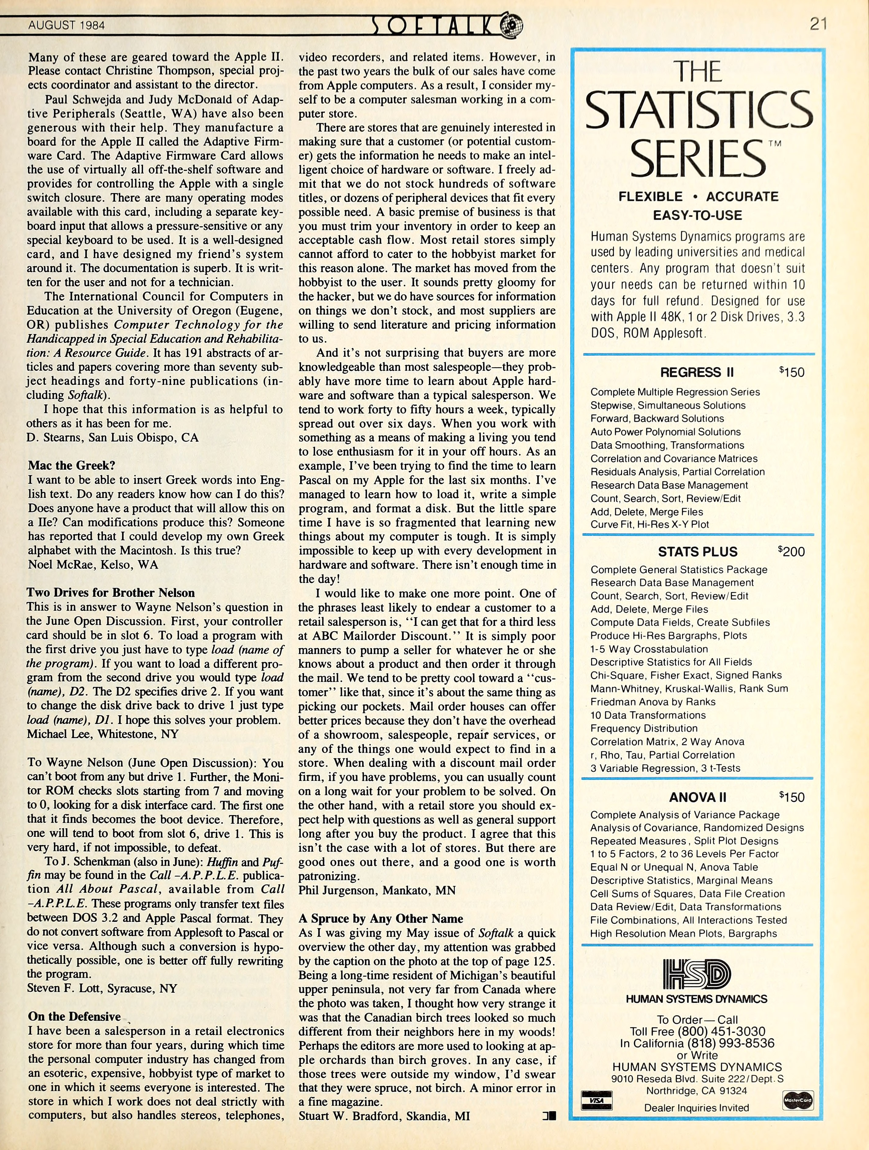 AUGUST 1984
SOFTALK
21
Many of these are geared toward the Apple II.
Please contact Christine Thompson, special proj-
ects coordinator and assistant to the director.
Paul Schwejda and Judy McDonald of Adap-
tive Peripherals (Seattle, WA) have also been
generous with their help. They manufacture a
board for the Apple II called the Adaptive Firm-
ware Card. The Adaptive Firmware Card allows
the use of virtually all off-the-shelf software and
provides for controlling the Apple with a single
switch closure. There are many operating modes
available with this card, including a separate key-
board input that allows a pressure-sensitive or any
special keyboard to be used. It is a well-designed
card, and I have designed my friend's system
around it. The documentation is superb. It is writ-
ten for the user and not for a technician.
The International Council for Computers in
Education at the University of Oregon (Eugene,
OR) publishes Computer Technology for the
Handicapped in Special Education and Rehabilita-
tion: A Resource Guide. It has 191 abstracts of ar-
ticles and papers covering more than seventy sub-
ject headings and forty-nine publications (in-
cluding Softalk).
I hope that this information is as helpful to
others as it has been for me.
D. Stearns, San Luis Obispo, CA
Mac the Greek?
I want to be able to insert Greek words into Eng-
lish text. Do any readers know how can I do this?
Does anyone have a product that will allow this on
a IIe? Can modifications produce this? Someone
has reported that I could develop my own Greek
alphabet with the Macintosh. Is this true?
Noel McRae, Kelso, WA
Two Drives for Brother Nelson
This is in answer to Wayne Nelson's question in
the June Open Discussion. First, your controller
card should be in slot 6. To load a program with
the first drive you just have to type load (name of
the program). If you want to load a different pro-
gram from the second drive you would type load
(name), D2. The D2 specifies drive 2. If you want
to change the disk drive back to drive 1 just type
load (name), D1. I hope this solves your problem.
Michael Lee, Whitestone, NY
To Wayne Nelson (June Open Discussion): You
can't boot from any but drive 1. Further, the Moni-
tor ROM checks slots starting from 7 and moving
to 0, looking for a disk interface card. The first one
that it finds becomes the boot device. Therefore,
one will tend to boot from slot 6, drive 1. This is
very hard, if not impossible, to defeat.
To J. Schenkman (also in June): Huffin and Puf-
fin may be found in the Call -A.P.P.L.E. publica-
tion All About Pascal, available from Call
-A.P.P.L.E. These programs only transfer text files
between DOS 3.2 and Apple Pascal format. They
do not convert software from Applesoft to Pascal or
vice versa. Although such a conversion is hypo-
thetically possible, one is better off fully rewriting
the program.
Steven F. Lott, Syracuse, NY
On the Defensive
I have been a salesperson in a retail electronics
store for more than four years, during which time
the personal computer industry has changed from
an esoteric, expensive, hobbyist type of market to
one in which it seems everyone is interested. The
store in which I work does not deal strictly with
computers, but also handles stereos, telephones,
video recorders, and related items. However, in
the past two years the bulk of our sales have come
from Apple computers. As a result, I consider my-
self to be a computer salesman working in a com-
puter store.
There are stores that are genuinely interested in
making sure that a customer (or potential custom-
er) gets the information he needs to make an intel-
ligent choice of hardware or software. I freely ad-
mit that we do not stock hundreds of software
titles, or dozens of peripheral devices that fit every
possible need. A basic premise of business is that
you must trim your inventory in order to keep an
acceptable cash flow. Most retail stores simply
cannot afford to cater to the hobbyist market for
this reason alone. The market has moved from the
hobbyist to the user. It sounds pretty gloomy for
the hacker, but we do have sources for information
on things we don't stock, and most suppliers are
willing to send literature and pricing information
to us.
And it's not surprising that buyers are more
knowledgeable than most salespeople—they prob-
ably have more time to learn about Apple hard-
ware and software than a typical salesperson. We
tend to work forty to fifty hours a week, typically
spread out over six days. When you work with
something as a means of making a living you tend
to lose enthusiasm for it in your off hours. As an
example, I've been trying to find the time to learn
Pascal on my Apple for the last six months. I've
managed to learn how to load it, write a simple
program, and format a disk. But the little spare
time I have is so fragmented that learning new
things about my computer is tough. It is simply
impossible to keep up with every development in
hardware and software. There isn't enough time in
the day!
I would like to make one more point. One of
the phrases least likely to endear a customer to a
retail salesperson is, "I can get that for a third less
at ABC Mailorder Discount." It is simply poor
manners to pump a seller for whatever he or she
knows about a product and then order it through
the mail. We tend to be pretty cool toward a "cus-
tomer" like that, since it's about the same thing as
picking our pockets. Mail order houses can offer
better prices because they don't have the overhead
of a showroom, salespeople, repair services, or
any of the things one would expect to find in a
store. When dealing with a discount mail order
firm, if you have problems, you can usually count
on a long wait for your problem to be solved. On
the other hand, with a retail store you should ex-
pect help with questions as well as general support
long after you buy the product. I agree that this
isn't the case with a lot of stores. But there are
good ones out there, and a good one is worth
patronizing.
Phil Jurgenson, Mankato, MN
A Spruce by Any Other Name
As I was giving my May issue of Softalk a quick
overview the other day, my attention was grabbed
by the caption on the photo at the top of page 125.
Being a long-time resident of Michigan's beautiful
upper peninsula, not very far from Canada where
the photo was taken, I thought how very strange it
was that the Canadian birch trees looked so much
different from their neighbors here in my woods!
Perhaps the editors are more used to looking at ap-
ple orchards than birch groves. In any case, if
those trees were outside my window, I'd swear
that they were spruce, not birch. A minor error in
a fine magazine.
Stuart W. Bradford, Skandia, MI
THE
STATISTICS
SERIES™
FLEXIBLE • ACCURATE
EASY-TO-USE
Human Systems Dynamics programs are
used by leading universities and medical
centers. Any program that doesn't suit
your needs can be returned within 10
days for full refund. Designed for use
with Apple II 48K, 1 or 2 Disk Drives, 3.3
DOS, ROM Applesoft.
REGRESS II $150
Complete Multiple Regression Series
Stepwise, Simultaneous Solutions
Forward, Backward Solutions
Auto Power Polynomial Solutions
Data Smoothing, Transformations
Correlation and Covariance Matrices
Residuals Analysis, Partial Correlation
Research Data Base Management
Count, Search, Sort, Review/Edit
Add, Delete, Merge Files
Curve Fit, Hi-Res X-Y Plot
STATS PLUS $200
Complete General Statistics Package
Research Data Base Management
Count, Search, Sort, Review/Edit
Add, Delete, Merge Files
Compute Data Fields, Create Subfiles
Produce Hi-Res Bargraphs, Plots
1-5 Way Crosstabulation
Descriptive Statistics for All Fields
Chi-Square, Fisher Exact, Signed Ranks
Mann-Whitney, Kruskal-Wallis, Rank Sum
Friedman Anova by Ranks
10 Data Transformations
Frequency Distribution
Correlation Matrix, 2 Way Anova
r, Rho, Tau, Partial Correlation
3 Variable Regression, 3 t-Tests
ANOVA II $150
Complete Analysis of Variance Package
Analysis of Covariance, Randomized Designs
Repeated Measures, Split Plot Designs
1 to 5 Factors, 2 to 36 Levels Per Factor
Equal N or Unequal N, Anova Table
Descriptive Statistics, Marginal Means
Cell Sums of Squares, Data File Creation
Data Review/Edit, Data Transformations
File Combinations, All Interactions Tested
High Resolution Mean Plots, Bargraphs
HSD
HUMAN SYSTEMS DYNAMICS
To Order—Call
Toll Free (800) 451-3030
In California (818) 993-8536
or Write
HUMAN SYSTEMS DYNAMICS
9010 Reseda Blvd. Suite 222/Dept. S
Northridge, CA 91324
Dealer Inquiries Invited
VISA
MasterCard